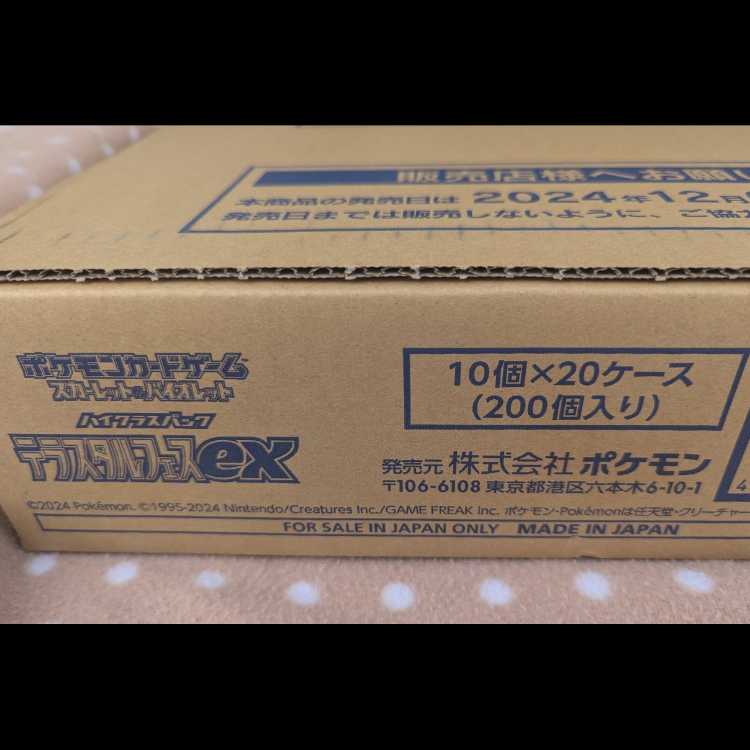 販売店様へお願い
本商品の発売日は 2024年12月
発売日までは販売しないように、ご協力
ポケモンカードゲーム
スカーレット&バイオレット
ハイクラスパック
テラスタルフェスex
10個×20ケース
(200個入り)
発売元 株式会社 ポケモン
〒106-6108 東京都港区六本木6-10-1
4
©2024 Pokémon. ©1995-2024 Nintendo/Creatures Inc./GAME FREAK Inc. ポケモン・Pokémonは任天堂・クリーチャー
FOR SALE IN JAPAN ONLY MADE IN JAPAN